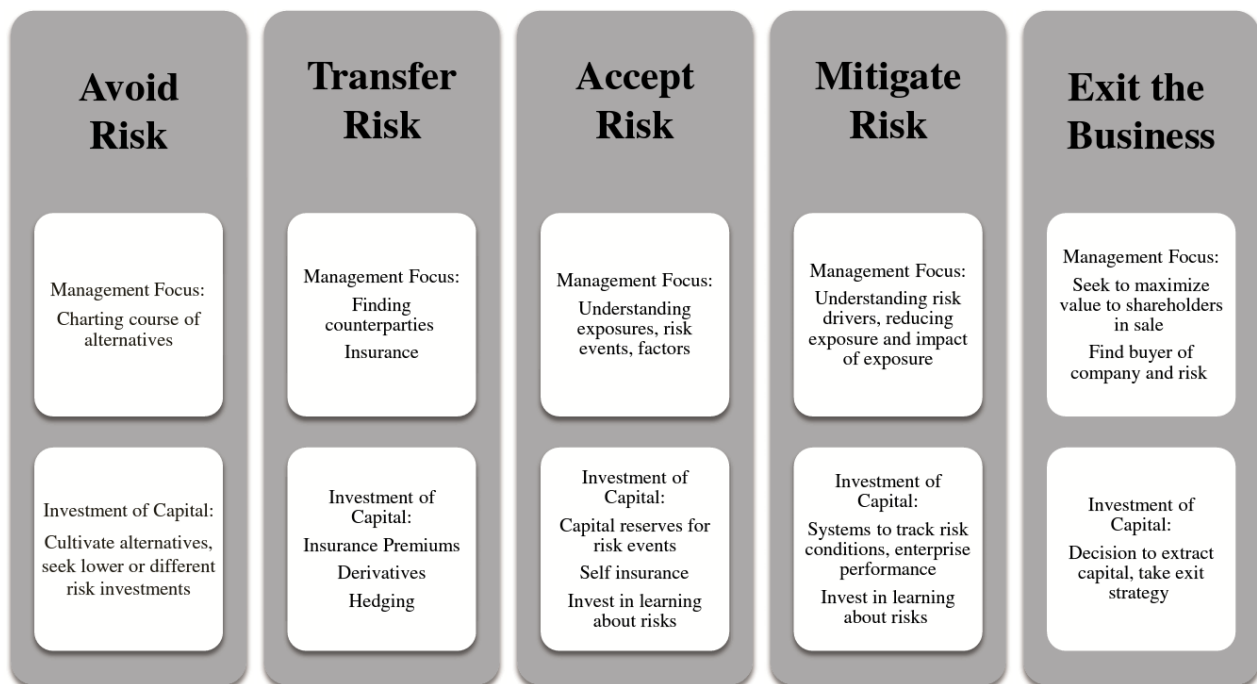 Avoid
Risk
Management Focus:
Charting course of
alternatives
Investment of Capital:
Cultivate alternatives,
seek lower or different
risk investments
Transfer
Risk
Management Focus:
Finding
counterparties
Insurance
Investment of
Capital:
Insurance Premiums
Derivatives
Hedging
Accept
Risk
Management Focus:
Understanding
exposures, risk
events, factors
Investment of
Capital:
Capital reserves for
risk events
Self insurance
Invest in learning
about risks
Mitigate
Risk
Management Focus:
Understanding risk
drivers, reducing
exposure and impact
of exposure
Investment of
Capital:
Systems to track risk
conditions, enterprise
performance
Invest in learning
about risks
Exit the
Business
Management Focus:
Seek to maximize
value to shareholders
in sale
Find buyer of
company and risk
Investment of
Capital:
Decision to extract
capital, take exit
strategy